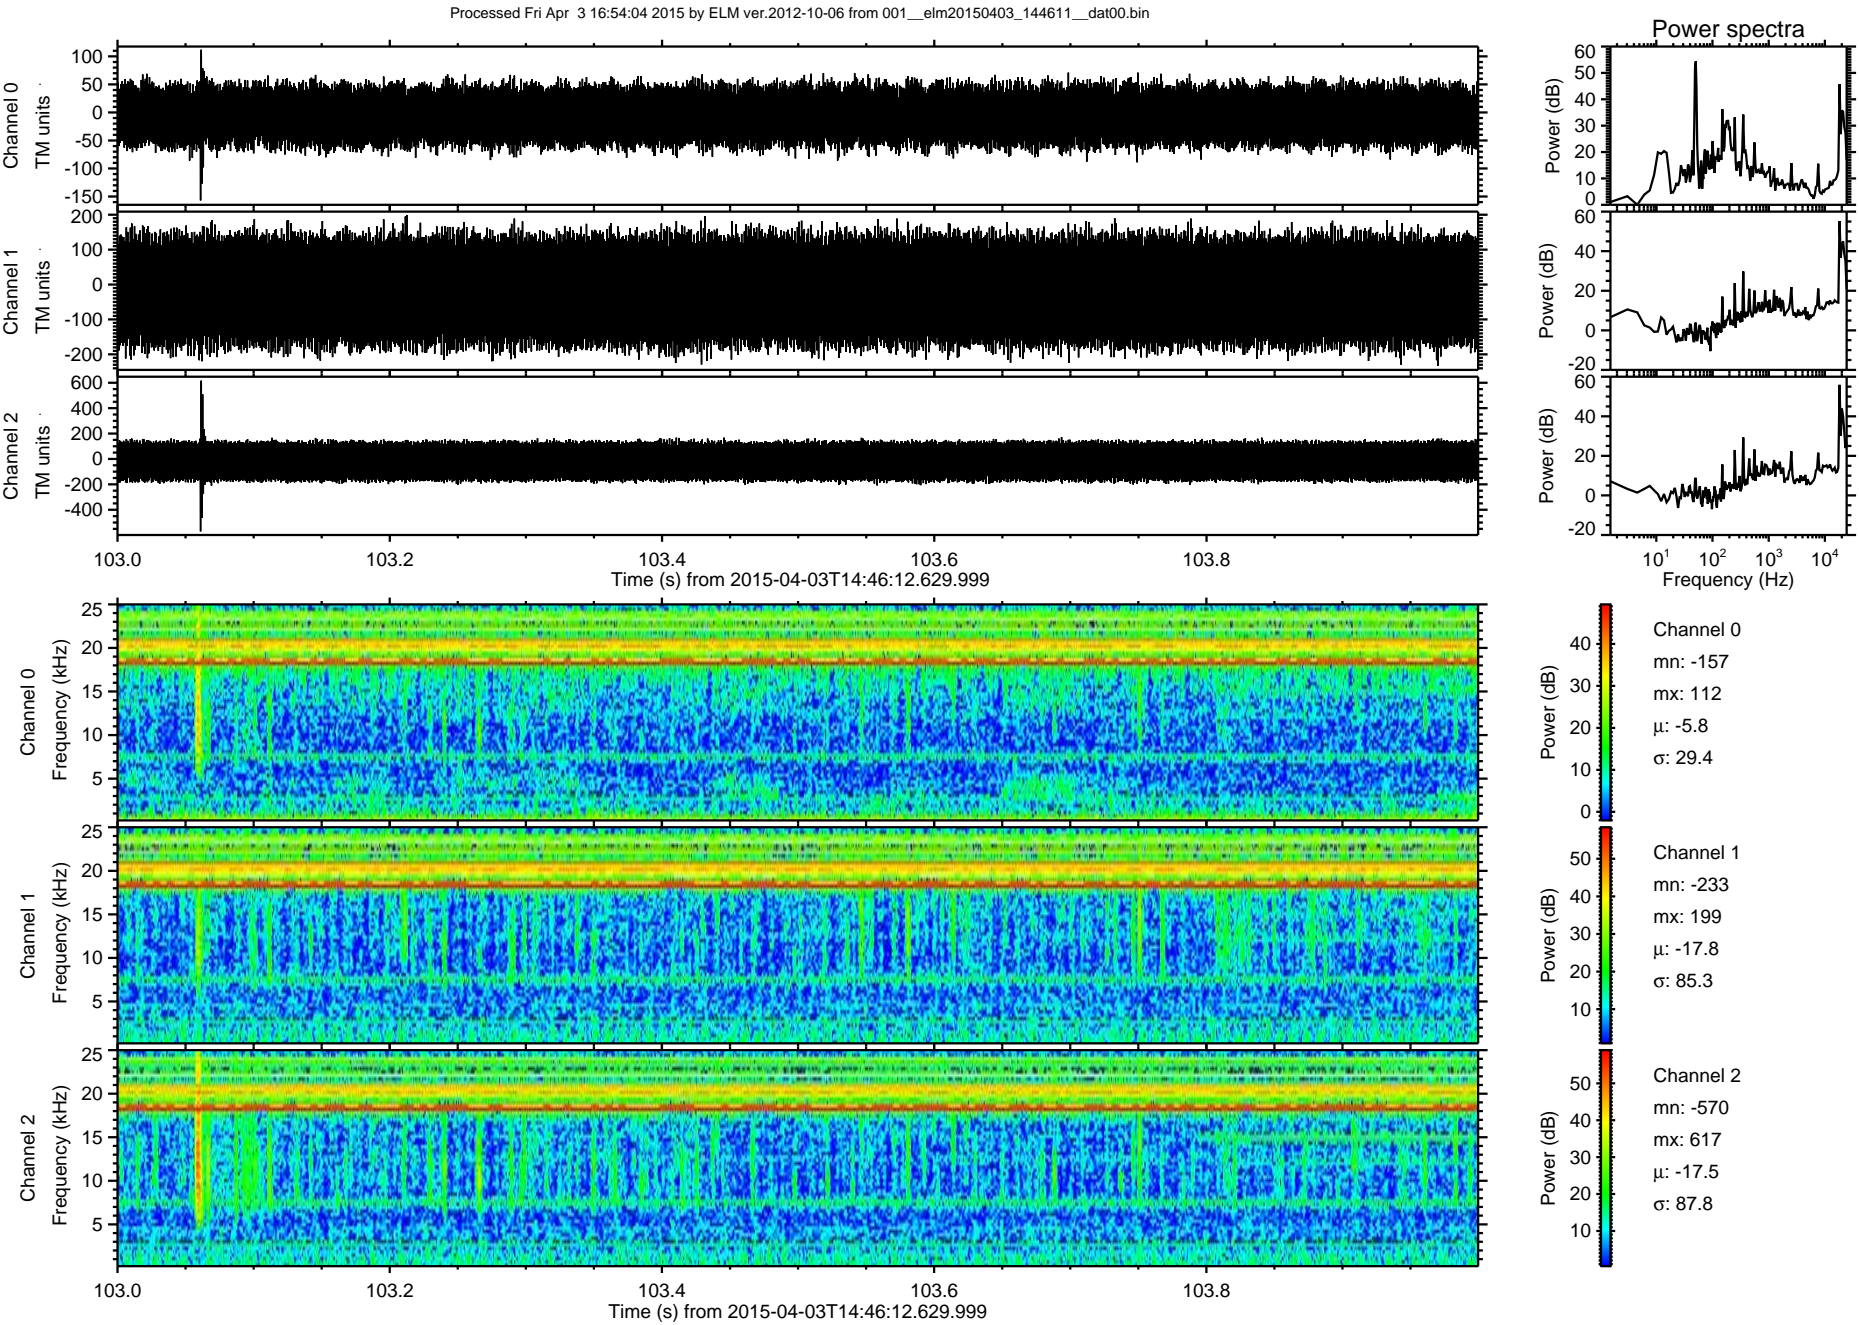 Processed Fri Apr  3 16:54:04 2015 by ELM ver.2012-10-06 from 001__elm20150403_144611__dat00.bin
Power spectra
Channel 0
TM units
100
50
0
-50
-100
-150
Power (dB)
60
50
40
30
20
10
0
Channel 1
TM units
200
100
0
-100
-200
Power (dB)
60
40
20
0
-20
Channel 2
TM units
600
400
200
0
-200
-400
Power (dB)
60
40
20
0
-20
103.0 103.2 103.4 103.6 103.8
Time (s) from 2015-04-03T14:46:12.629.999
10¹ 10² 10³ 10⁴
Frequency (Hz)
Channel 0
Frequency (kHz)
25
20
15
10
5
Power (dB)
40
30
20
10
0
Channel 0
mn: -157
mx: 112
μ: -5.8
σ: 29.4
Channel 1
Frequency (kHz)
25
20
15
10
5
Power (dB)
50
40
30
20
10
Channel 1
mn: -233
mx: 199
μ: -17.8
σ: 85.3
Channel 2
Frequency (kHz)
25
20
15
10
5
Power (dB)
50
40
30
20
10
Channel 2
mn: -570
mx: 617
μ: -17.5
σ: 87.8
103.0 103.2 103.4 103.6 103.8
Time (s) from 2015-04-03T14:46:12.629.999